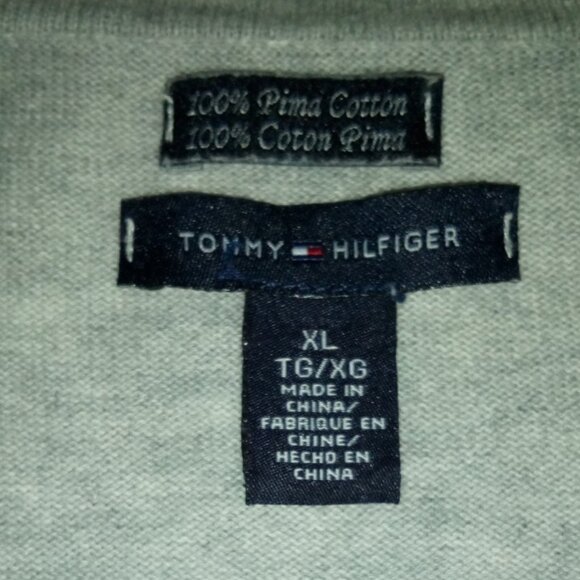 100% Pima Cotton
100% Coton Pima
TOMMY HILFIGER
XL
TG/XG
MADE IN
CHINA/
FABRIQUE EN
CHINE/
HECHO EN
CHINA